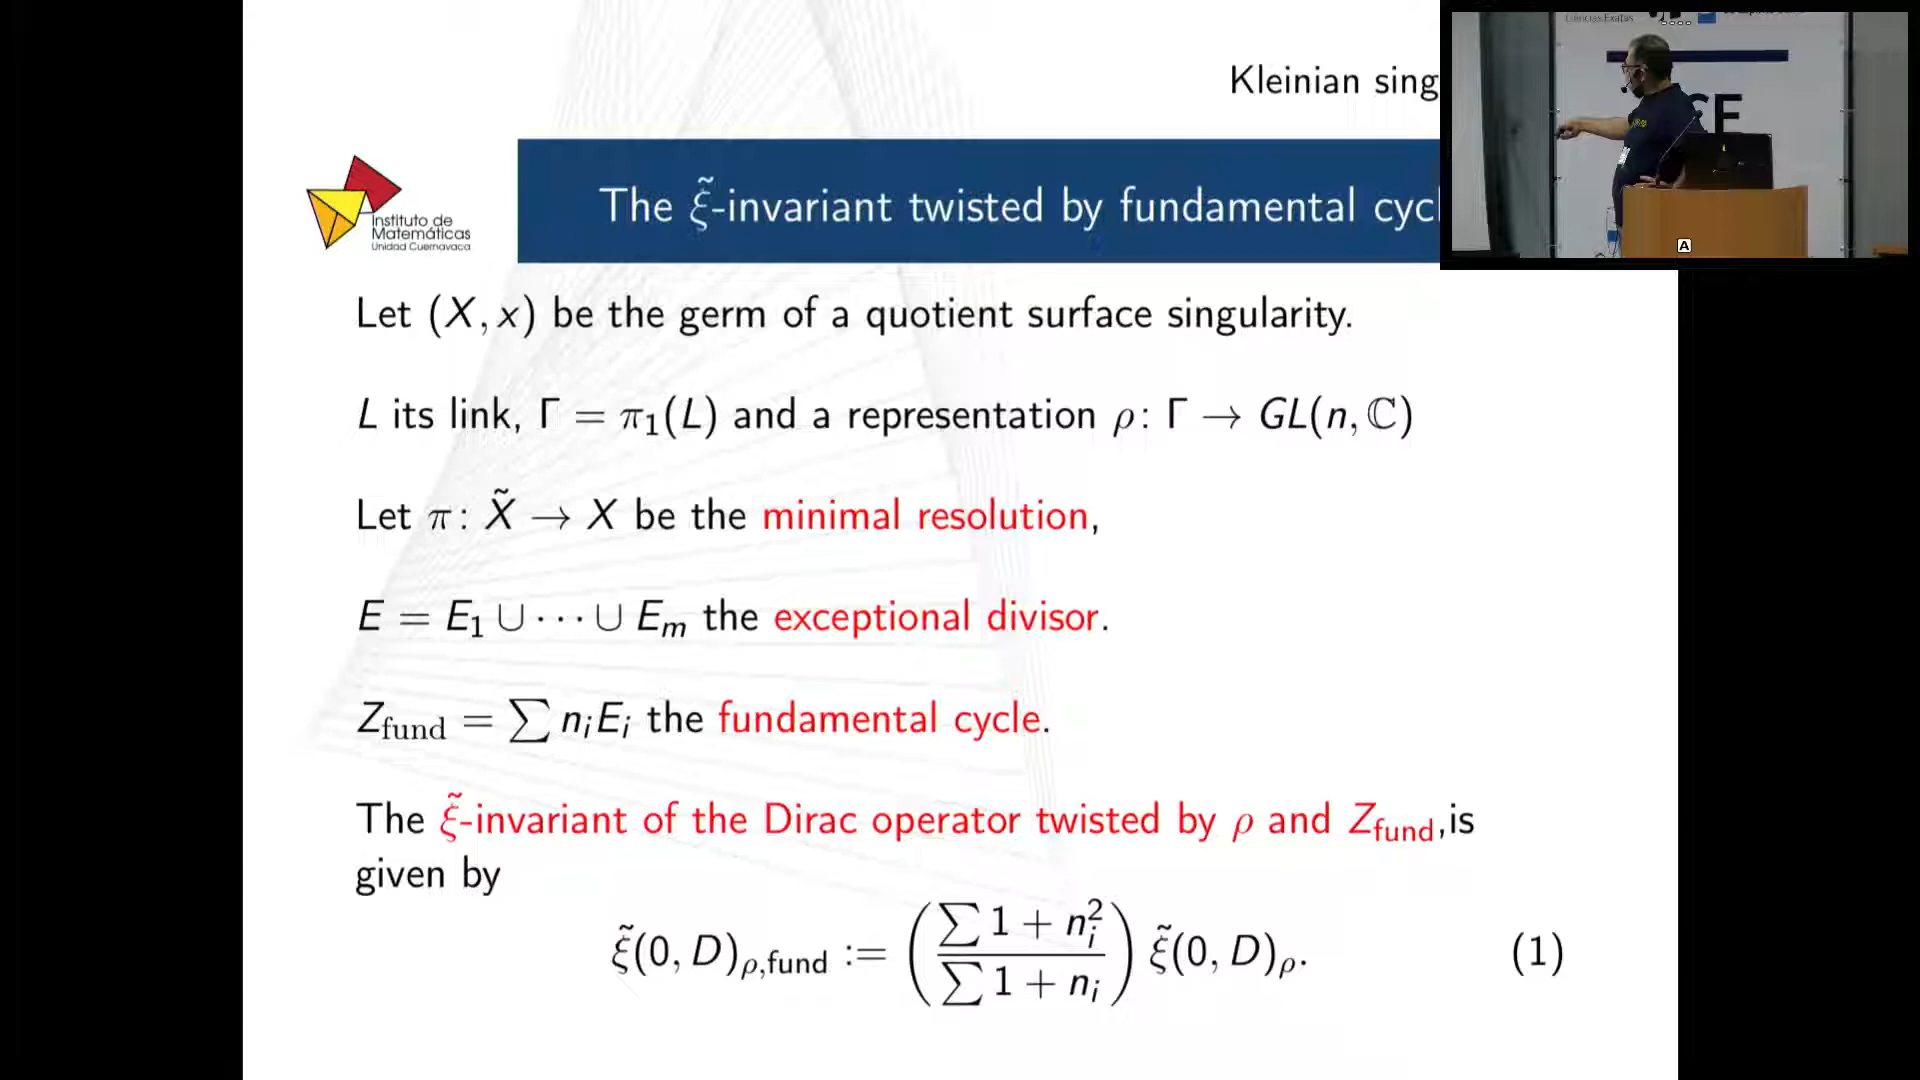 Kleinian sing
Ciências Exatas
The ξ̃-invariant twisted by fundamental cycl
Instituto de
Matemáticas
Unidad Cuernavaca
Let (X, x) be the germ of a quotient surface singularity.
L its link, Γ = π₁(L) and a representation ρ: Γ → GL(n, ℂ)
Let π: X̃ → X be the minimal resolution,
E = E₁ ∪ ⋯ ∪ Eₘ the exceptional divisor.
Z_fund = ∑ nᵢEᵢ the fundamental cycle.
The ξ̃-invariant of the Dirac operator twisted by ρ and Z_fund,is
given by
ξ̃(0, D)_ρ,fund := (∑ 1 + nᵢ² / ∑ 1 + nᵢ) ξ̃(0, D)_ρ. (1)
A